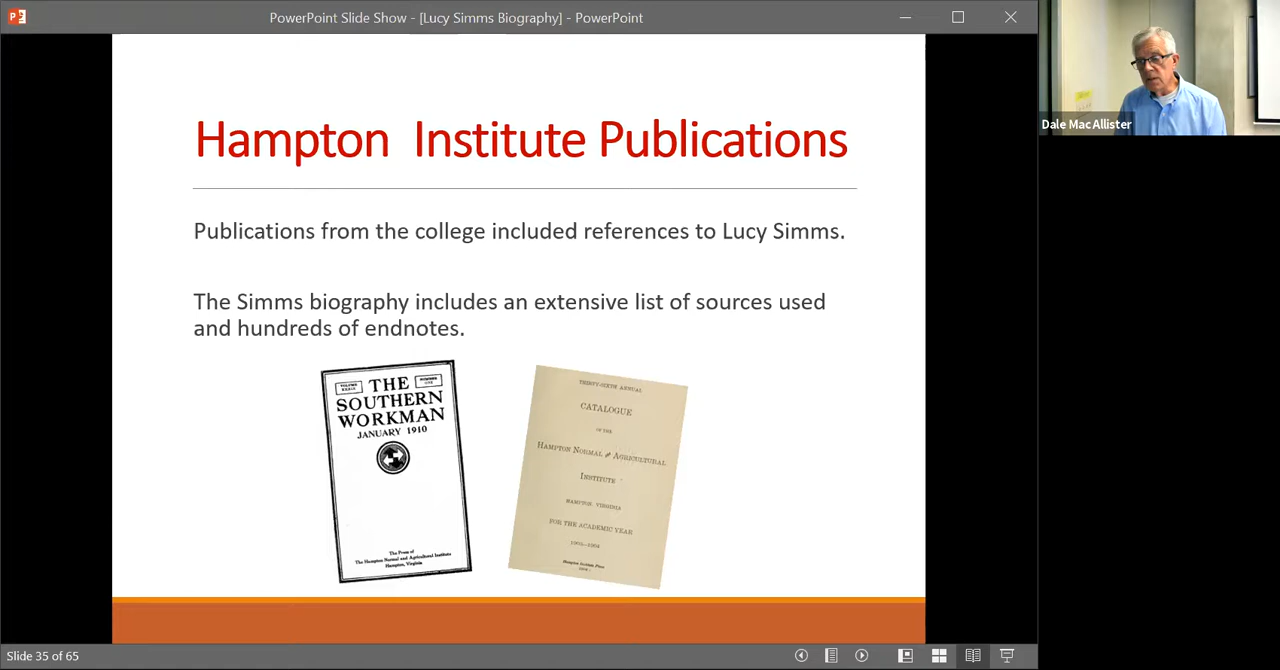 PowerPoint Slide Show - [Lucy Simms Biography] - PowerPoint
Dale Mac Allister
Hampton Institute Publications
Publications from the college included references to Lucy Simms.
The Simms biography includes an extensive list of sources used
and hundreds of endnotes.
THE
SOUTHERN
WORKMAN
JANUARY 1910
The Press of
The Hampton Normal and Agricultural Institute
Hampton, Virginia
THIRTY-SIXTH ANNUAL
CATALOGUE
OF THE
HAMPTON NORMAL & AGRICULTURAL
INSTITUTE
HAMPTON VIRGINIA
FOR THE ACADEMIC YEAR
Slide 35 of 65